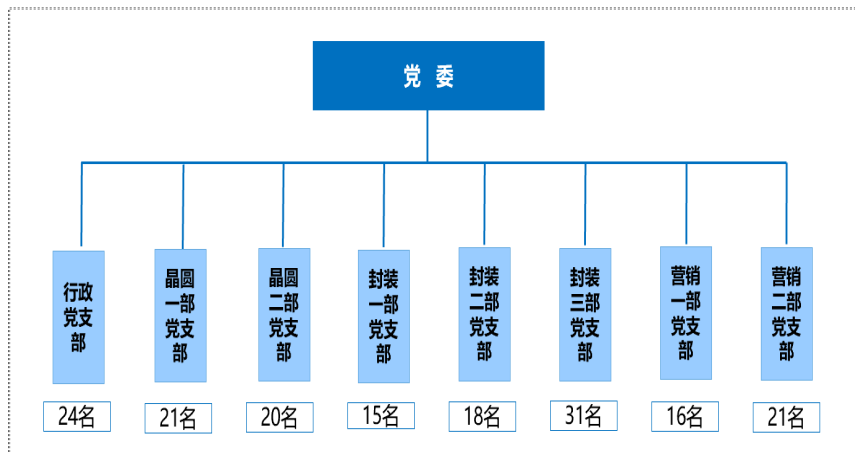 党 委
行政
党支
部
晶圆
一部
党支
部
晶圆
二部
党支
部
封装
一部
党支
部
封装
二部
党支
部
封装
三部
党支
部
营销
一部
党支
部
营销
二部
党支
部
24名
21名
20名
15名
18名
31名
16名
21名